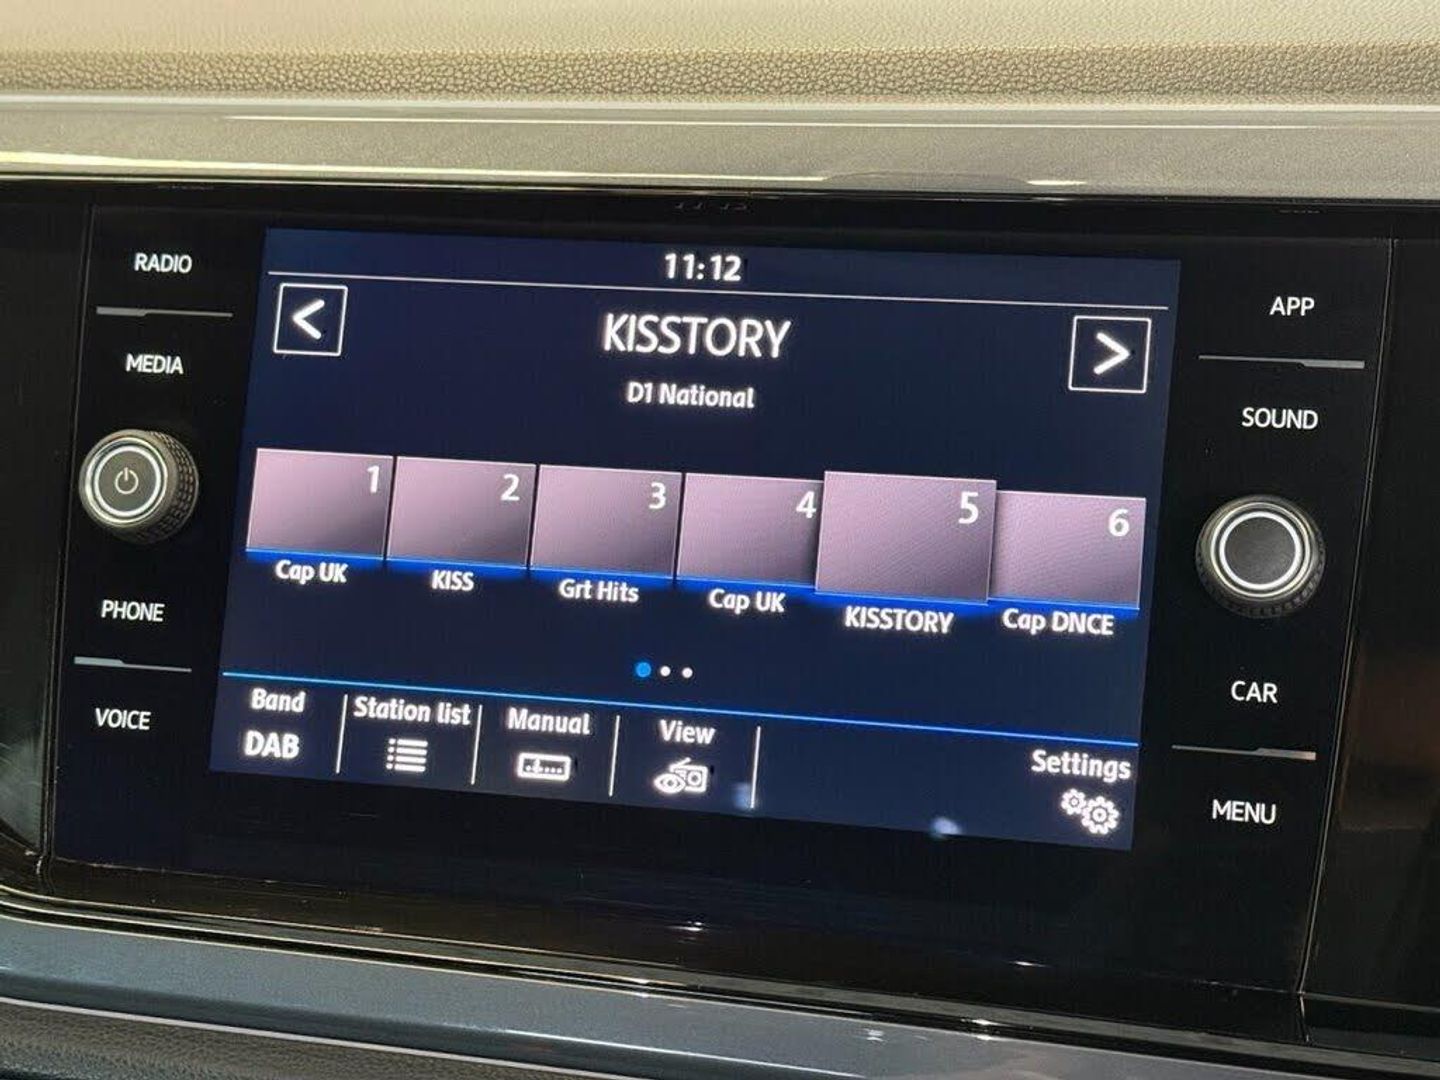 RADIO
MEDIA
PHONE
VOICE
11:12
<
KISSTORY
>
D1 National
1 2 3 4 5 6
Cap UK KISS Grt Hits Cap UK KISSTORY Cap DNCE
Band Station list Manual View Settings
DAB
APP
SOUND
CAR
MENU